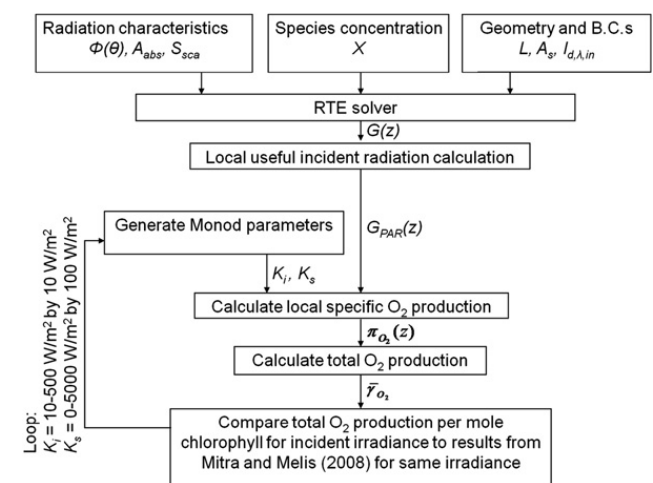 Radiation characteristics
Φ(θ), A_abs, S_sca
Species concentration
X
Geometry and B.C.s
L, A_s, I_d,λ,in
RTE solver
G(z)
Local useful incident radiation calculation
Generate Monod parameters
G_PAR(z)
K_i, K_s
Calculate local specific O₂ production
π_O₂(z)
Calculate total O₂ production
γ̄_O₂
Compare total O₂ production per mole
chlorophyll for incident irradiance to results from
Mitra and Melis (2008) for same irradiance
Loop:
K_i = 10-500 W/m² by 10 W/m²
K_s = 0-5000 W/m² by 100 W/m²